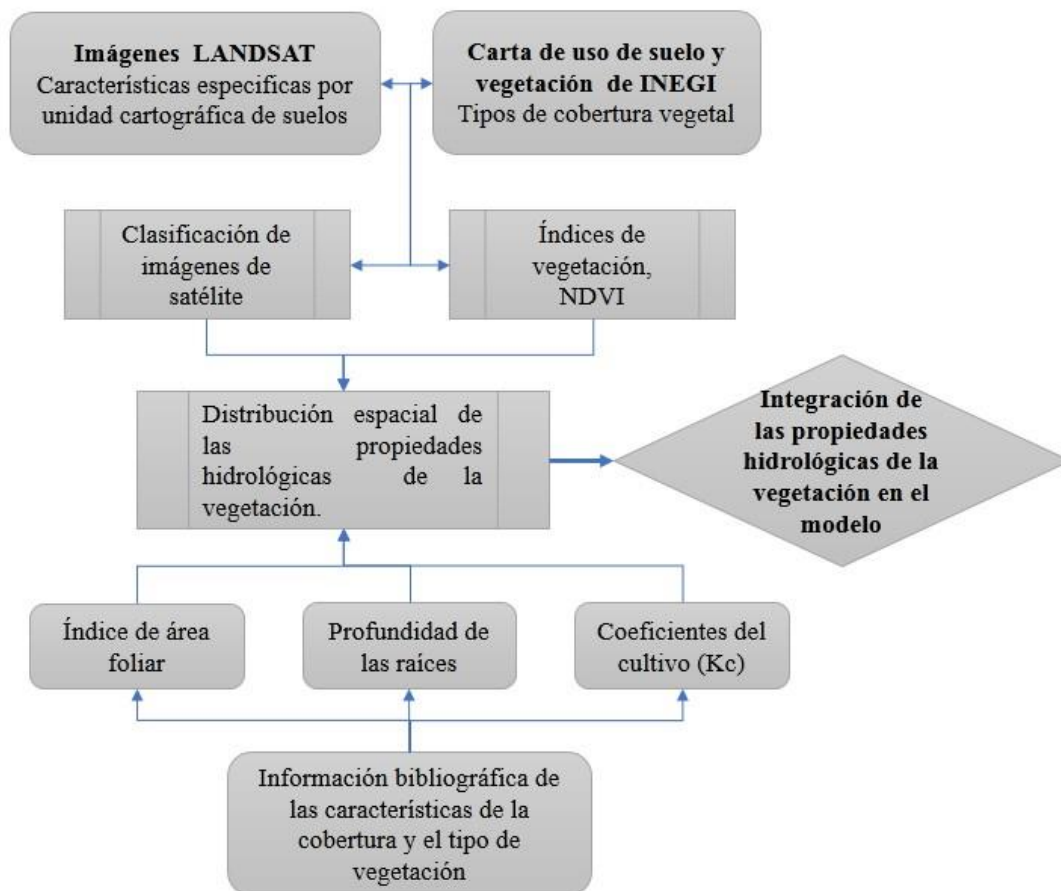 Imágenes LANDSAT
Características especificas por
unidad cartográfica de suelos
Carta de uso de suelo y
vegetación de INEGI
Tipos de cobertura vegetal
Clasificación de
imágenes de
satélite
Índices de
vegetación,
NDVI
Distribución espacial de
las propiedades
hidrológicas de la
vegetación.
Integración de
las propiedades
hidrológicas de la
vegetación en el
modelo
Índice de área
foliar
Profundidad de
las raíces
Coeficientes del
cultivo (Kc)
Información bibliográfica de
las características de la
cobertura y el tipo de
vegetación